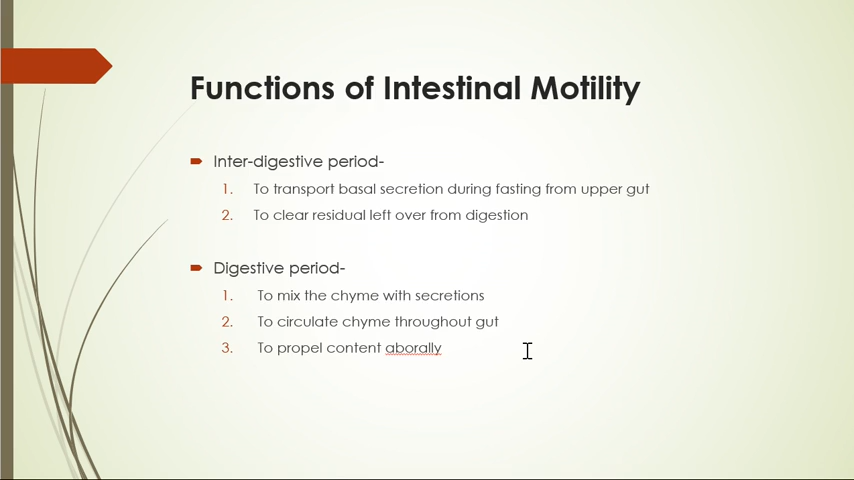 Functions of Intestinal Motility
Inter-digestive period-
1. To transport basal secretion during fasting from upper gut
2. To clear residual left over from digestion
Digestive period-
1. To mix the chyme with secretions
2. To circulate chyme throughout gut
3. To propel content aborally